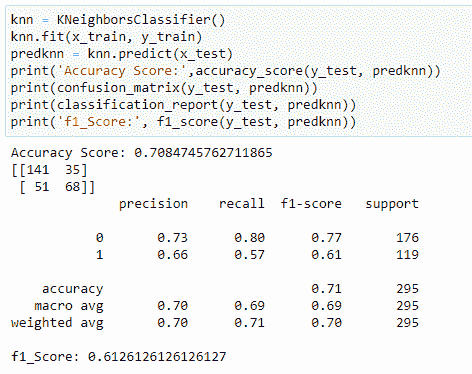 knn = KNeighborsClassifier()
knn.fit(x_train, y_train)
predknn = knn.predict(x_test)
print('Accuracy Score:',accuracy_score(y_test, predknn))
print(confusion_matrix(y_test, predknn))
print(classification_report(y_test, predknn))
print('f1_Score:', f1_score(y_test, predknn))
Accuracy Score: 0.7084745762711865
[[141 35]
[ 51 68]]
precision recall f1-score support
0 0.73 0.80 0.77 176
1 0.66 0.57 0.61 119
accuracy 0.71 295
macro avg 0.70 0.69 0.69 295
weighted avg 0.70 0.71 0.70 295
f1_Score: 0.6126126126126127